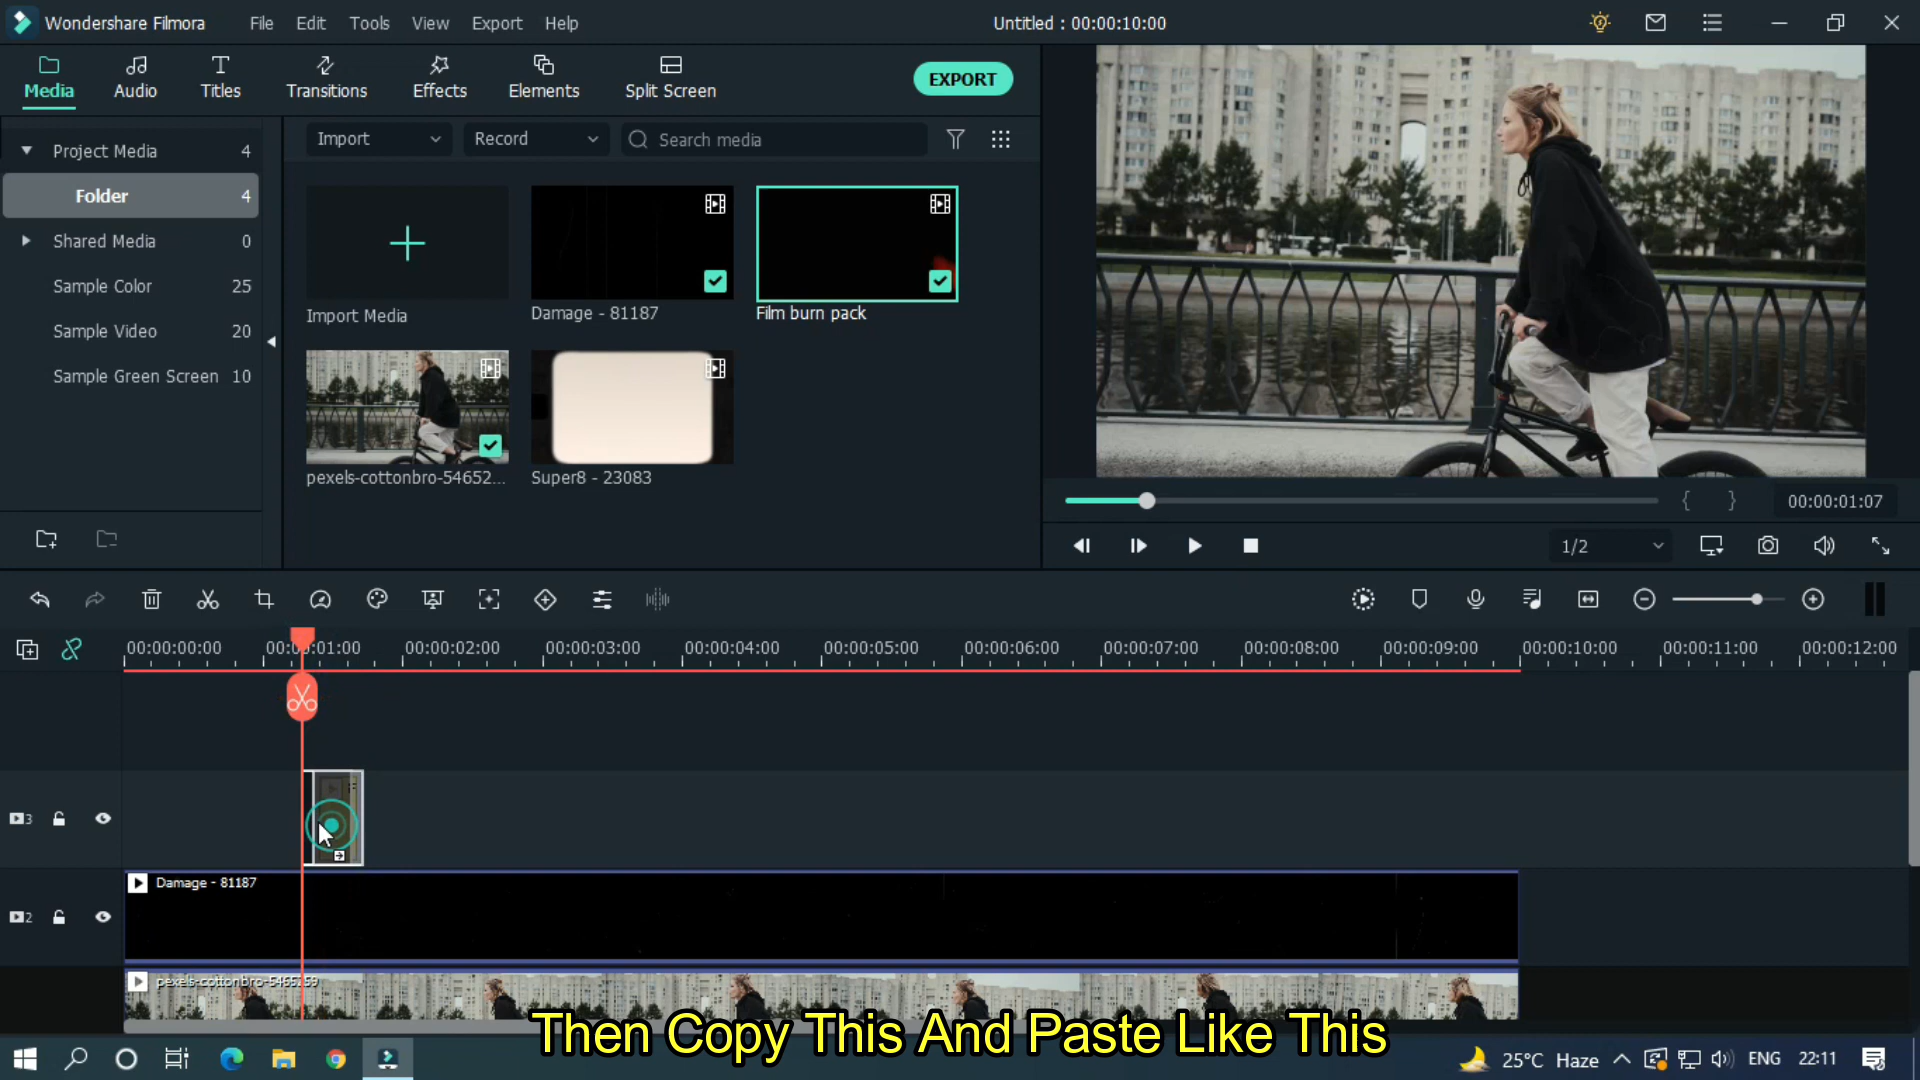 Wondershare Filmora
File
Edit
Tools
View
Export
Help
Untitled : 00:00:10:00
Media
Audio
Titles
Transitions
Effects
Elements
Split Screen
EXPORT
Project Media 4
Folder 4
Shared Media 0
Sample Color 25
Sample Video 20
Sample Green Screen 10
Import
Record
Search media
Import Media
Damage - 81187
Film burn pack
pexels-cottonbro-54652...
Super8 - 23083
{ }
00:00:01:07
1/2
00:00:00:00
00:00:02:00
00:00:03:00
00:00:04:00
00:00:05:00
00:00:06:00
00:00:07:00
00:00:08:00
00:00:09:00
00:00:10:00
00:00:11:00
00:00:12:00
3
Damage - 81187
2
Then Copy This And Paste Like This
25°C Haze
ENG
22:11